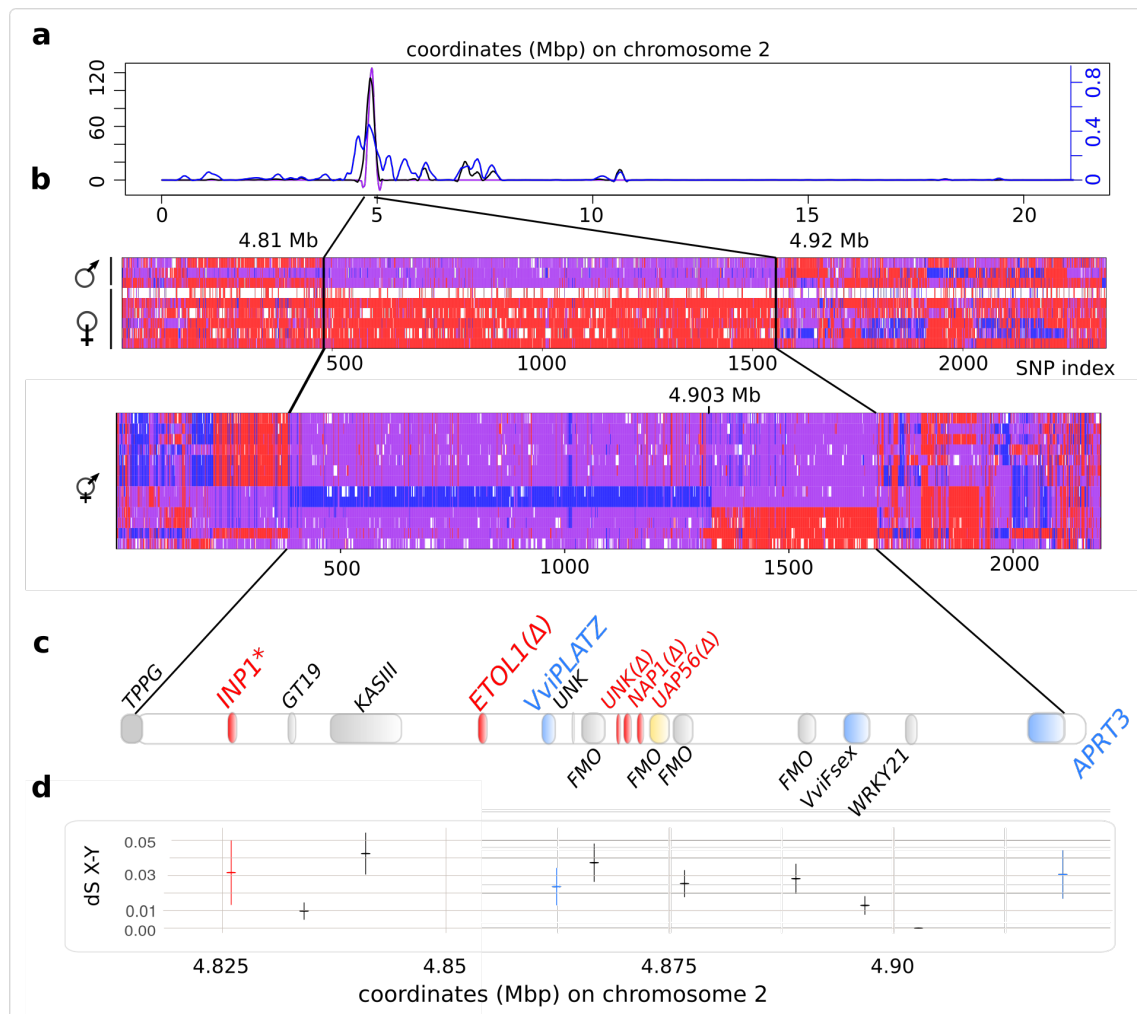 a
coordinates (Mbp) on chromosome 2
120
60
0
0.8
0.4
0
b
0 5 10 15 20
4.81 Mb 4.92 Mb
♂
♀
500 1000 1500 2000 SNP index
4.903 Mb
⚥
500 1000 1500 2000
c
TPPG INP1* GT19 KASIII ETOL1(Δ) VviPLATZ UNK UNK(Δ) NAP1(Δ) UAP56(Δ)
FMO FMO FMO FMO VviFsex WRKY21 APRT3
d
dS X-Y
0.05
0.03
0.01
0.00
4.825 4.85 4.875 4.90
coordinates (Mbp) on chromosome 2